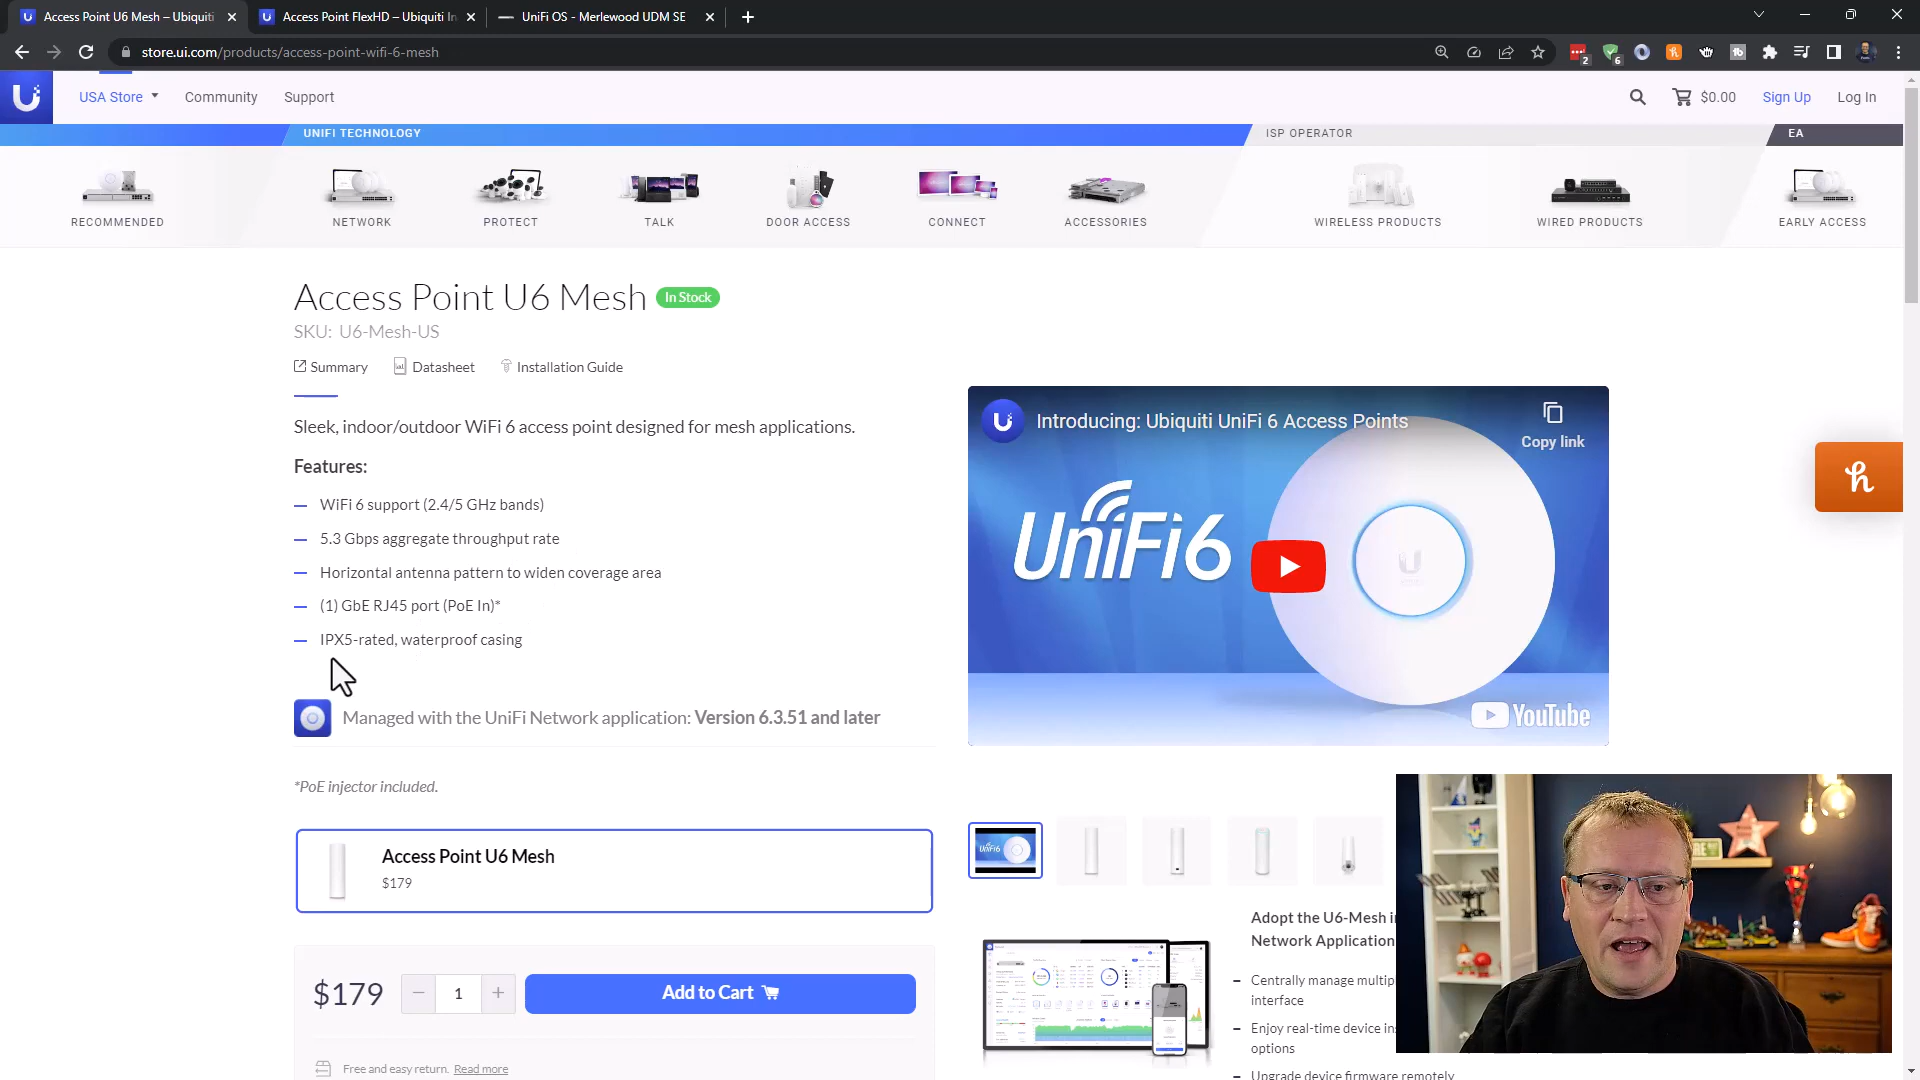 Access Point U6 Mesh – Ubiquiti
Access Point FlexHD – Ubiquiti In
UniFi OS - Merlewood UDM SE
store.ui.com/products/access-point-wifi-6-mesh
2
6
USA Store
Community
Support
$0.00
Sign Up
Log In
UNIFI TECHNOLOGY
ISP OPERATOR
EA
RECOMMENDED
NETWORK
PROTECT
TALK
DOOR ACCESS
CONNECT
ACCESSORIES
WIRELESS PRODUCTS
WIRED PRODUCTS
EARLY ACCESS
Access Point U6 Mesh In Stock
SKU: U6-Mesh-US
Summary
Datasheet
Installation Guide
Sleek, indoor/outdoor WiFi 6 access point designed for mesh applications.
Features:
WiFi 6 support (2.4/5 GHz bands)
5.3 Gbps aggregate throughput rate
Horizontal antenna pattern to widen coverage area
(1) GbE RJ45 port (PoE In)*
IPX5-rated, waterproof casing
Managed with the UniFi Network application: Version 6.3.51 and later
*PoE injector included.
Access Point U6 Mesh
$179
$179
1
Add to Cart
Free and easy return. Read more
Introducing: Ubiquiti UniFi 6 Access Points
Copy link
UniFi6
YouTube
UniFi6
Adopt the U6-Mesh i
Network Application
Centrally manage multip
interface
Enjoy real-time device in
options
Upgrade device firmware remotely